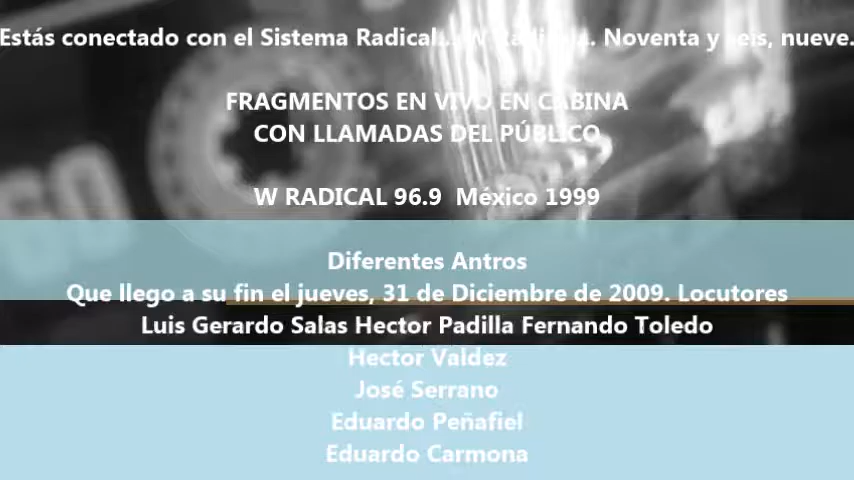 Estás conectado con el Sistema Radical... W Radical. Noventa y seis, nueve.
FRAGMENTOS EN VIVO EN CABINA
CON LLAMADAS DEL PÚBLICO
W RADICAL 96.9 México 1999
Diferentes Antros
Que llego a su fin el jueves, 31 de Diciembre de 2009. Locutores
Luis Gerardo Salas Hector Padilla Fernando Toledo
Hector Valdez
José Serrano
Eduardo Peñafiel
Eduardo Carmona
60